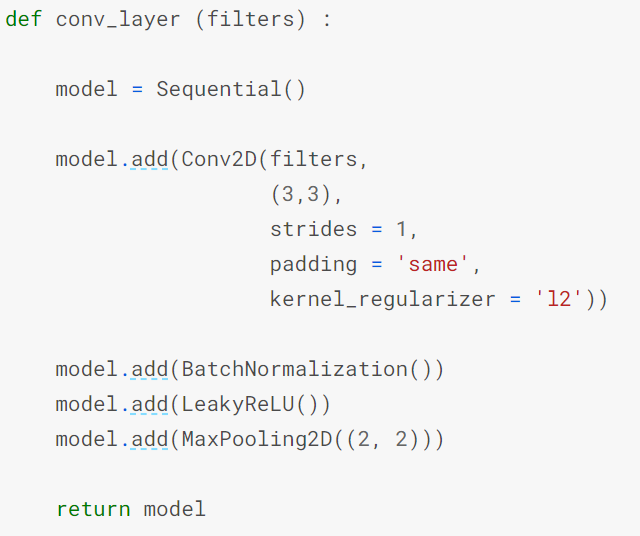 def conv_layer (filters) :
model = Sequential()
model.add(Conv2D(filters,
(3,3),
strides = 1,
padding = 'same',
kernel_regularizer = 'l2'))
model.add(BatchNormalization())
model.add(LeakyReLU())
model.add(MaxPooling2D((2, 2)))
return model